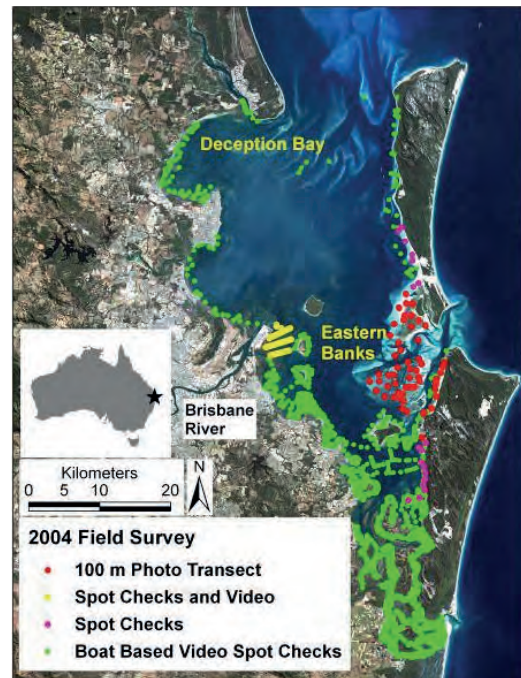 Deception Bay
Eastern
Banks
Brisbane
River
Kilometers
N
0 5 10 20
2004 Field Survey
100 m Photo Transect
Spot Checks and Video
Spot Checks
Boat Based Video Spot Checks